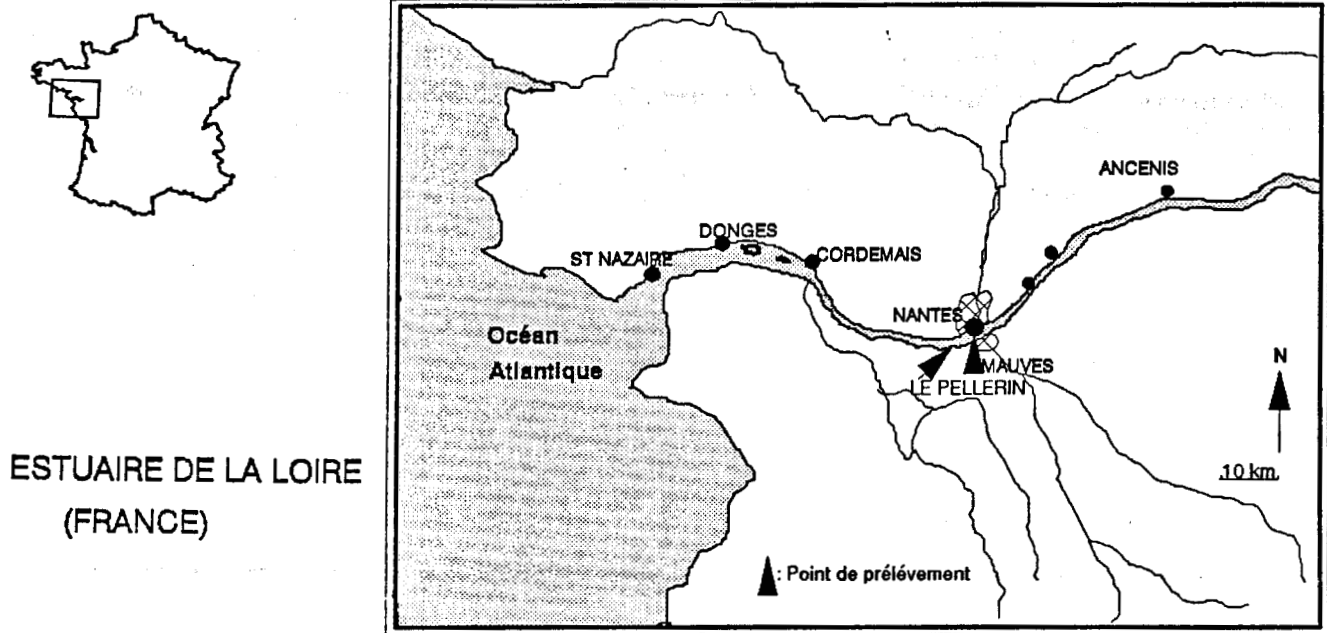 ESTUAIRE DE LA LOIRE
(FRANCE)
ANCENIS
DONGES
ST NAZAIRE
CORDEMAIS
NANTES
Océan
Atlantique
MAUVES
LE PELLERIN
N
10 km
: Point de prélévement